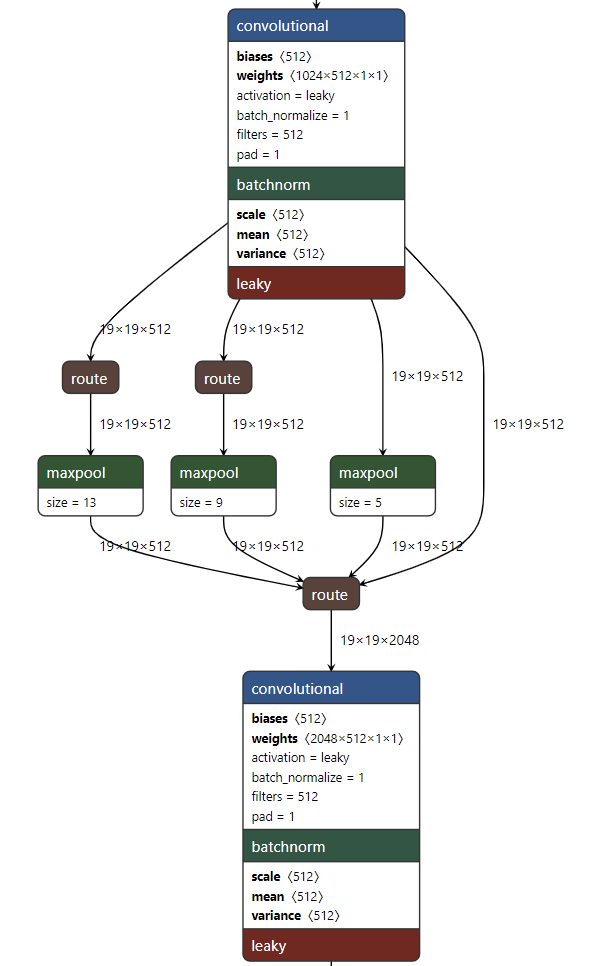 convolutional
biases 〈512〉
weights 〈1024×512×1×1〉
activation = leaky
batch_normalize = 1
filters = 512
pad = 1
batchnorm
scale 〈512〉
mean 〈512〉
variance 〈512〉
leaky
19×19×512
19×19×512
19×19×512
19×19×512
route
route
19×19×512
19×19×512
maxpool
size = 13
maxpool
size = 9
maxpool
size = 5
19×19×512
19×19×512
19×19×512
route
19×19×2048
convolutional
biases 〈512〉
weights 〈2048×512×1×1〉
activation = leaky
batch_normalize = 1
filters = 512
pad = 1
batchnorm
scale 〈512〉
mean 〈512〉
variance 〈512〉
leaky